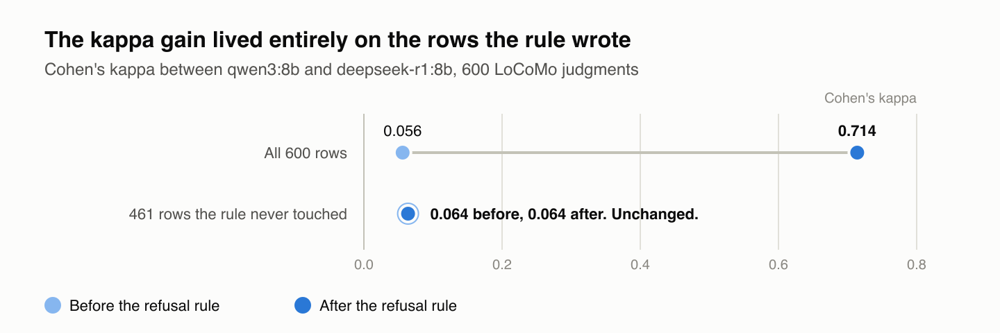 The kappa gain lived entirely on the rows the rule wrote
Cohen's kappa between qwen3:8b and deepseek-r1:8b, 600 LoCoMo judgments
Cohen's kappa
0.056
0.714
All 600 rows
461 rows the rule never touched
0.064 before, 0.064 after. Unchanged.
0.0
0.2
0.4
0.6
0.8
Before the refusal rule
After the refusal rule